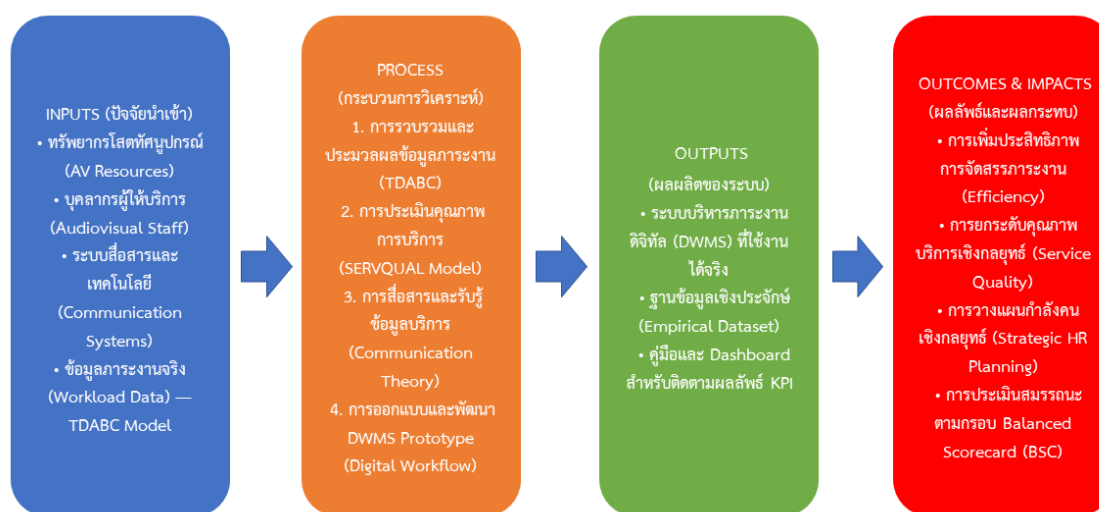 INPUTS (ปัจจัยนำเข้า)
• ทรัพยากรโสตทัศนูปกรณ์
(AV Resources)
• บุคลากรผู้ให้บริการ
(Audiovisual Staff)
• ระบบสื่อสารและ
เทคโนโลยี
(Communication
Systems)
• ข้อมูลภาระงานจริง
(Workload Data) —
TDABC Model
PROCESS
(กระบวนการวิเคราะห์)
1. การรวบรวมและ
ประมวลผลข้อมูลภาระงาน
(TDABC)
2. การประเมินคุณภาพ
การบริการ
(SERVQUAL Model)
3. การสื่อสารและรับรู้
ข้อมูลบริการ
(Communication
Theory)
4. การออกแบบและพัฒนา
DWMS Prototype
(Digital Workflow)
OUTPUTS
(ผลผลิตของระบบ)
• ระบบบริหารภาระงาน
ดิจิทัล (DWMS) ที่ใช้งาน
ได้จริง
• ฐานข้อมูลเชิงประจักษ์
(Empirical Dataset)
• คู่มือและ Dashboard
สำหรับติดตามผลลัพธ์ KPI
OUTCOMES & IMPACTS
(ผลลัพธ์และผลกระทบ)
• การเพิ่มประสิทธิภาพ
การจัดสรรภาระงาน
(Efficiency)
• การยกระดับคุณภาพ
บริการเชิงกลยุทธ์ (Service
Quality)
• การวางแผนกำลังคน
เชิงกลยุทธ์ (Strategic HR
Planning)
• การประเมินสมรรถนะ
ตามกรอบ Balanced
Scorecard (BSC)